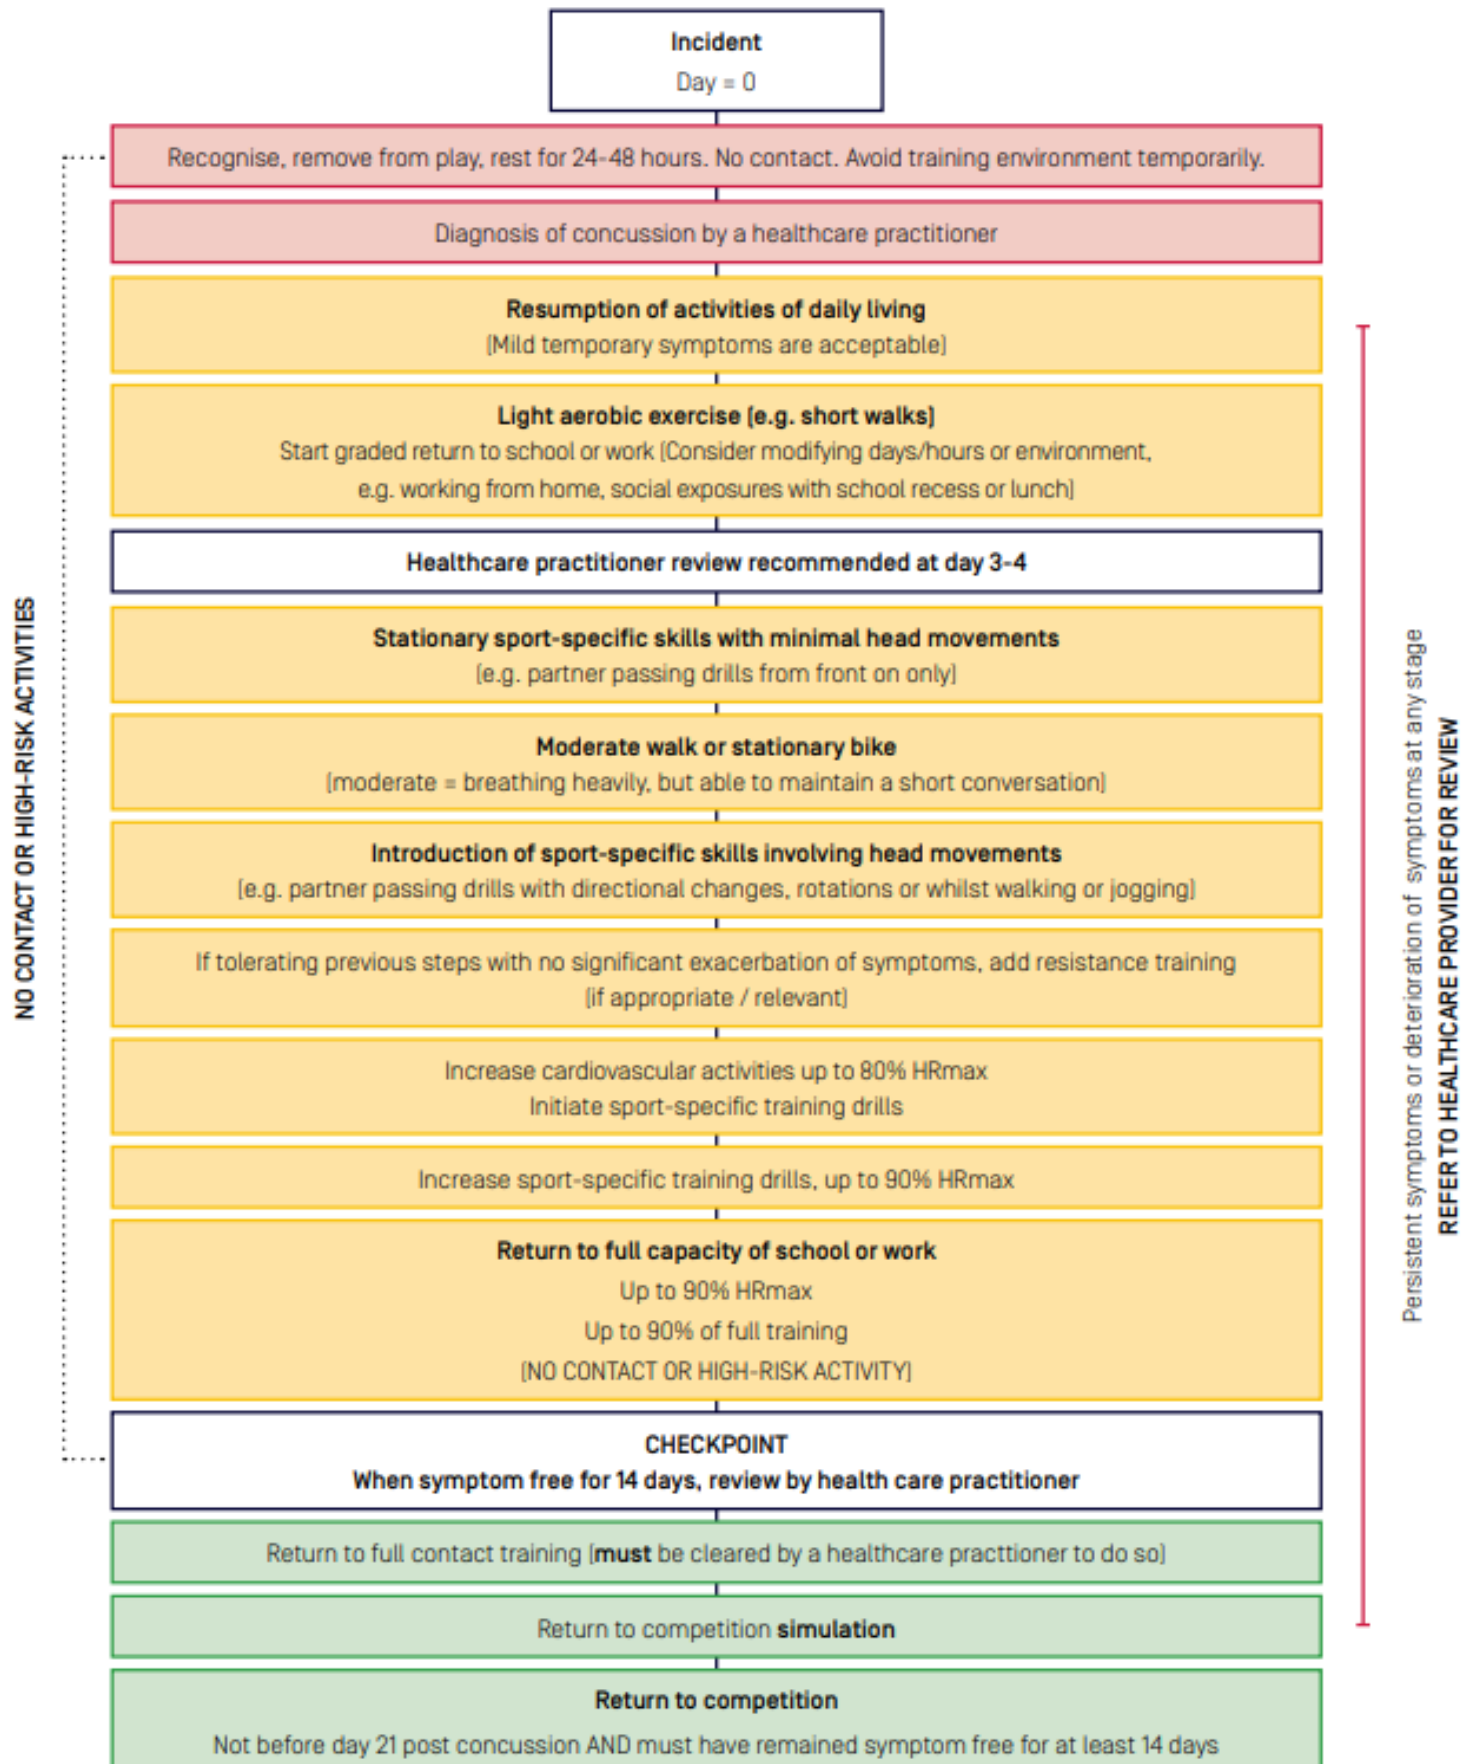 Incident
Day = 0
Recognise, remove from play, rest for 24-48 hours. No contact. Avoid training environment temporarily.
Diagnosis of concussion by a healthcare practitioner
Resumption of activities of daily living
(Mild temporary symptoms are acceptable)
Light aerobic exercise (e.g. short walks)
Start graded return to school or work (Consider modifying days/hours or environment,
e.g. working from home, social exposures with school recess or lunch)
Healthcare practitioner review recommended at day 3-4
Stationary sport-specific skills with minimal head movements
(e.g. partner passing drills from front on only)
Moderate walk or stationary bike
(moderate = breathing heavily, but able to maintain a short conversation)
Introduction of sport-specific skills involving head movements
(e.g. partner passing drills with directional changes, rotations or whilst walking or jogging)
If tolerating previous steps with no significant exacerbation of symptoms, add resistance training
(if appropriate / relevant)
Increase cardiovascular activities up to 80% HRmax
Initiate sport-specific training drills
Increase sport-specific training drills, up to 90% HRmax
Return to full capacity of school or work
Up to 90% HRmax
Up to 90% of full training
(NO CONTACT OR HIGH-RISK ACTIVITY)
CHECKPOINT
When symptom free for 14 days, review by health care practitioner
Return to full contact training (must be cleared by a healthcare practtioner to do so)
Return to competition simulation
Return to competition
Not before day 21 post concussion AND must have remained symptom free for at least 14 days
NO CONTACT OR HIGH-RISK ACTIVITIES
Persistent symptoms or deterioration of symptoms at any stage
REFER TO HEALTHCARE PROVIDER FOR REVIEW